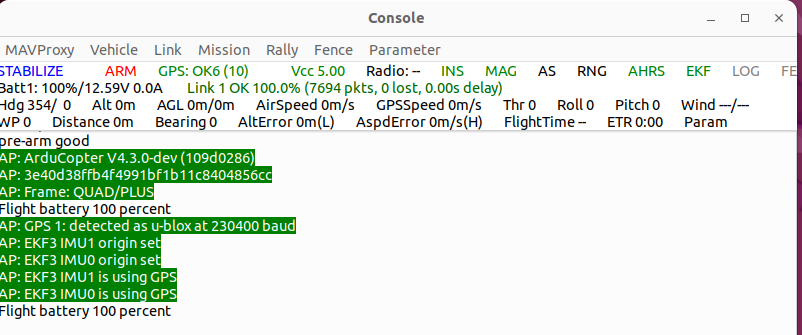 Console
MAVProxy Vehicle Link Mission Rally Fence Parameter
STABILIZE ARM GPS: OK6 (10) Vcc 5.00 Radio: -- INS MAG AS RNG AHRS EKF LOG FE
Batt1: 100%/12.59V 0.0A Link 1 OK 100.0% (7694 pkts, 0 lost, 0.00s delay)
Hdg 354/ 0 Alt 0m AGL 0m/0m AirSpeed 0m/s GPSSpeed 0m/s Thr 0 Roll 0 Pitch 0 Wind ---/---
WP 0 Distance 0m Bearing 0 AltError 0m(L) AspdError 0m/s(H) FlightTime -- ETR 0:00 Param
pre-arm good
AP: ArduCopter V4.3.0-dev (109d0286)
AP: 3e40d38ffb4f4991bf1b11c8404856cc
AP: Frame: QUAD/PLUS
Flight battery 100 percent
AP: GPS 1: detected as u-blox at 230400 baud
AP: EKF3 IMU1 origin set
AP: EKF3 IMU0 origin set
AP: EKF3 IMU1 is using GPS
AP: EKF3 IMU0 is using GPS
Flight battery 100 percent